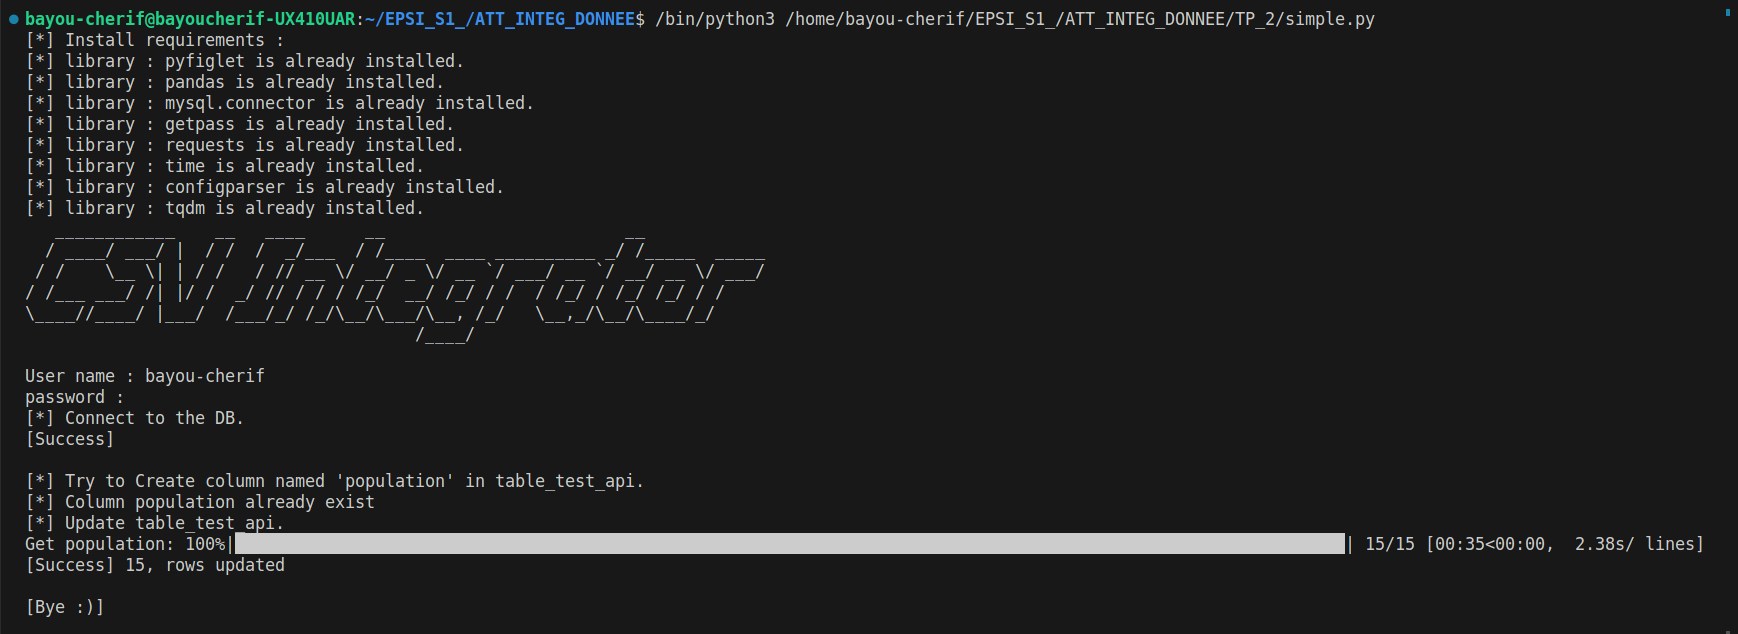 bayou-cherif@bayoucherif-UX410UAR:~/EPSI_S1_/ATT_INTEG_DONNEE$ /bin/python3 /home/bayou-cherif/EPSI_S1_/ATT_INTEG_DONNEE/TP_2/simple.py
[*] Install requirements :
[*] library : pyfiglet is already installed.
[*] library : pandas is already installed.
[*] library : mysql.connector is already installed.
[*] library : getpass is already installed.
[*] library : requests is already installed.
[*] library : time is already installed.
[*] library : configparser is already installed.
[*] library : tqdm is already installed.
CSV Integrator
User name : bayou-cherif
password :
[*] Connect to the DB.
[Success]
[*] Try to Create column named 'population' in table_test_api.
[*] Column population already exist
[*] Update table_test_api.
Get population: 100%| | 15/15 [00:35<00:00, 2.38s/ lines]
[Success] 15, rows updated
[Bye :)]